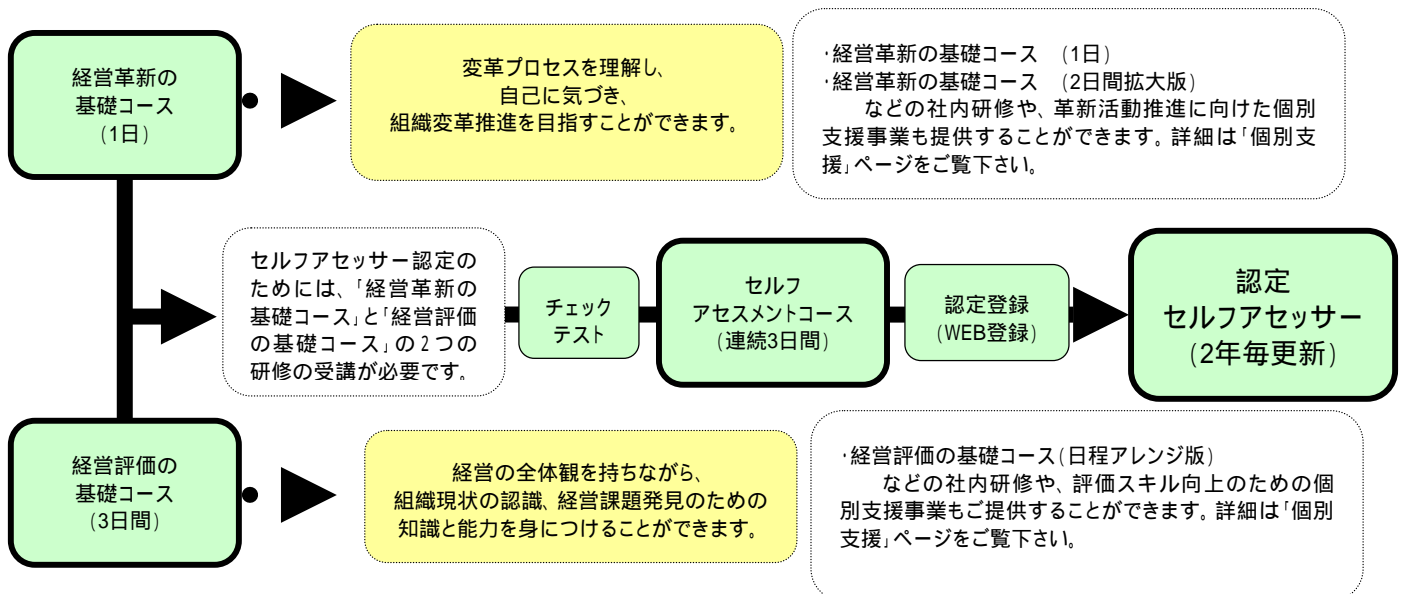 経営革新の
基礎コース
(1日)
変革プロセスを理解し、
自己に気づき、
組織変革推進を目指すことができます。
・経営革新の基礎コース　(1日)
・経営革新の基礎コース　(2日間拡大版)
などの社内研修や、革新活動推進に向けた個別
支援事業も提供することができます。詳細は「個別支
援」ページをご覧下さい。
セルフアセッサー認定の
ためには、「経営革新の
基礎コース」と「経営評価
の基礎コース」の2つの
研修の受講が必要です。
チェック
テスト
セルフ
アセスメントコース
(連続3日間)
認定登録
(WEB登録)
認定
セルフアセッサー
(2年毎更新)
経営評価の
基礎コース
(3日間)
経営の全体観を持ちながら、
組織現状の認識、経営課題発見のための
知識と能力を身につけることができます。
・経営評価の基礎コース(日程アレンジ版)
などの社内研修や、評価スキル向上のための個
別支援事業もご提供することができます。詳細は「個別
支援」ページをご覧下さい。